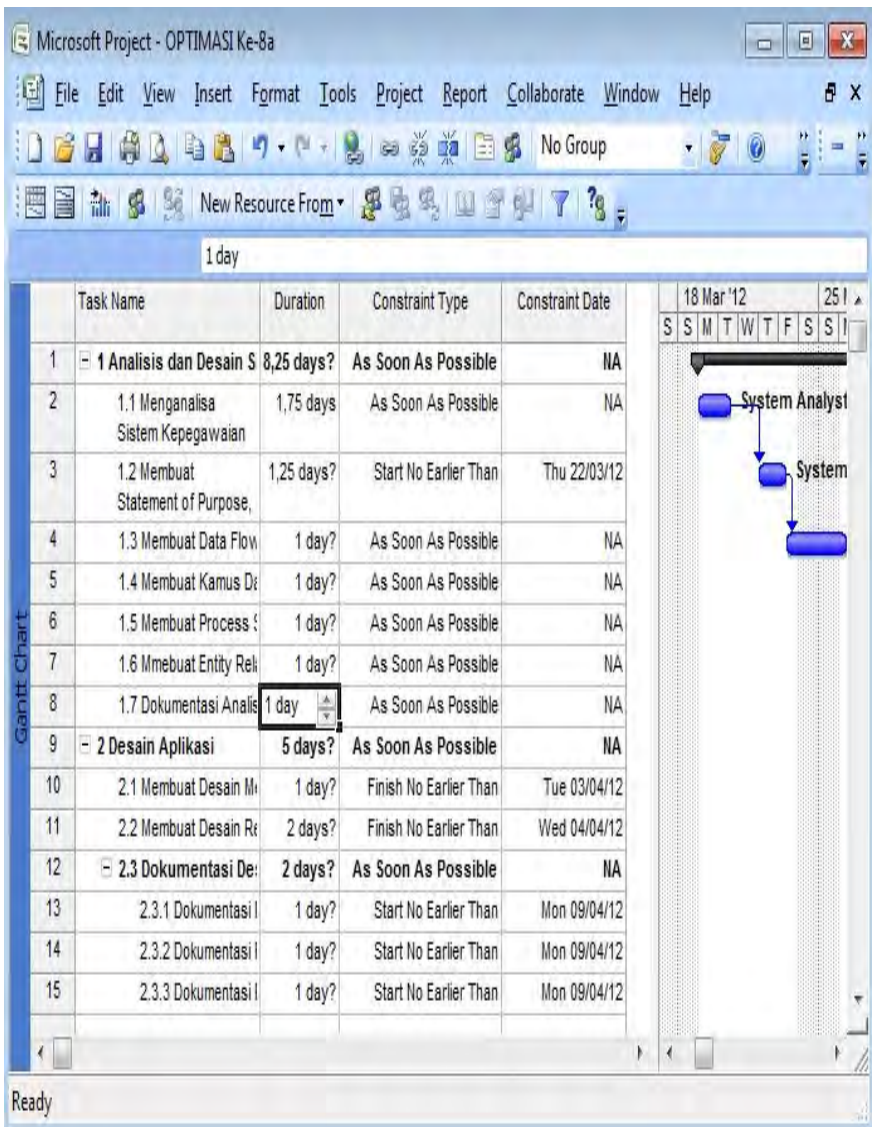 Microsoft Project - OPTIMASI Ke-8a
File Edit View Insert Format Tools Project Report Collaborate Window Help
No Group
New Resource From
1 day
Task Name Duration Constraint Type Constraint Date
18 Mar '12 25
S S M T W T F S S
1 1 Analisis dan Desain S 8,25 days? As Soon As Possible NA
2 1.1 Menganalisa 1,75 days As Soon As Possible NA
Sistem Kepegawaian
System Analyst
3 1.2 Membuat 1,25 days? Start No Earlier Than Thu 22/03/12
Statement of Purpose,
System
4 1.3 Membuat Data Flow 1 day? As Soon As Possible NA
5 1.4 Membuat Kamus Da 1 day? As Soon As Possible NA
6 1.5 Membuat Process 1 day? As Soon As Possible NA
7 1.6 Mmebuat Entity Rela 1 day? As Soon As Possible NA
8 1.7 Dokumentasi Analis 1 day As Soon As Possible NA
9 2 Desain Aplikasi 5 days? As Soon As Possible NA
10 2.1 Membuat Desain 1 day? Finish No Earlier Than Tue 03/04/12
11 2.2 Membuat Desain Re 2 days? Finish No Earlier Than Wed 04/04/12
12 2.3 Dokumentasi 2 days? As Soon As Possible NA
13 2.3.1 Dokumentasi 1 day? Start No Earlier Than Mon 09/04/12
14 2.3.2 Dokumentasi 1 day? Start No Earlier Than Mon 09/04/12
15 2.3.3 Dokumentasi 1 day? Start No Earlier Than Mon 09/04/12
Gantt Chart
Ready